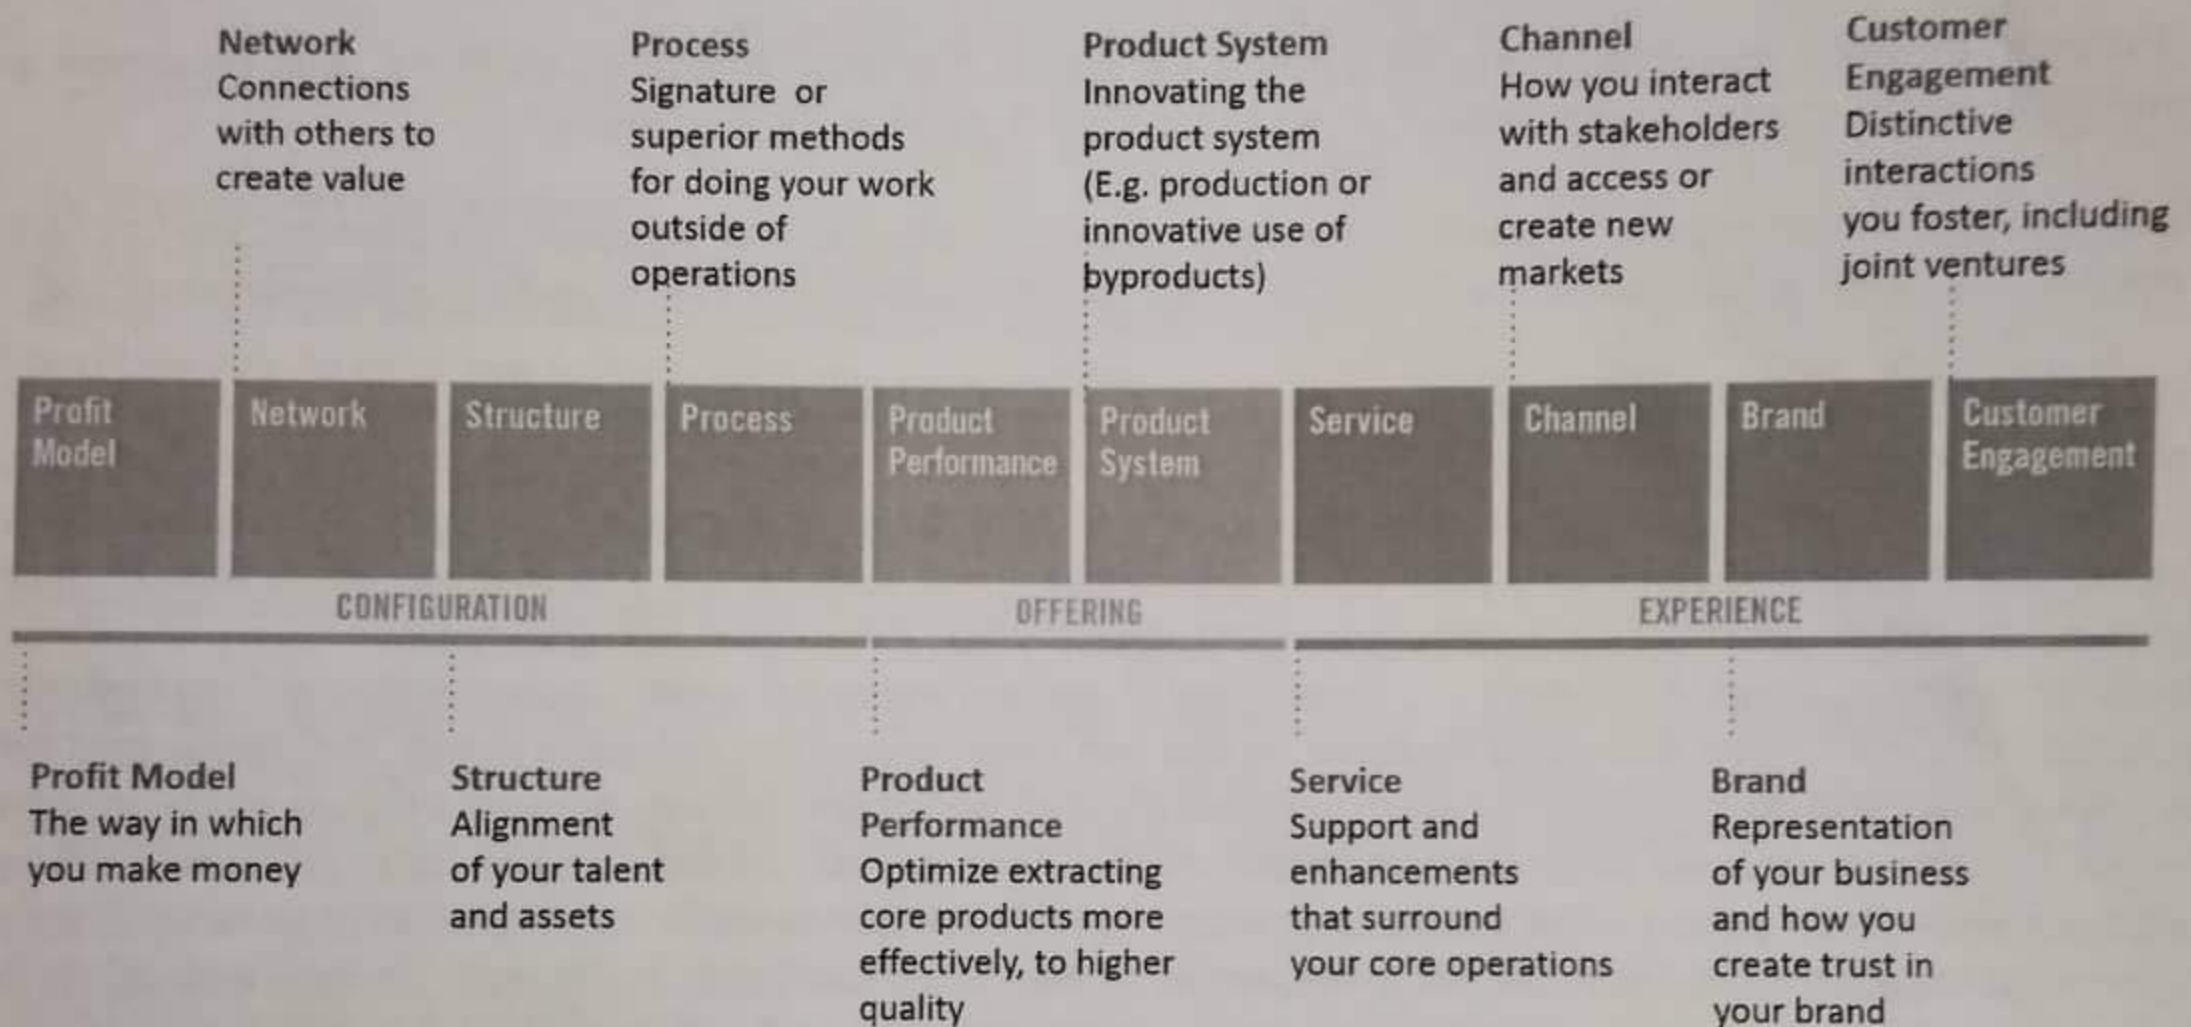 Network
Connections
with others to
create value
Process
Signature or
superior methods
for doing your work
outside of
operations
Product System
Innovating the
product system
(E.g. production or
innovative use of
byproducts)
Channel
How you interact
with stakeholders
and access or
create new
markets
Customer
Engagement
Distinctive
interactions
you foster, including
joint ventures
Profit
Model
Network
Structure
Process
Product
Performance
Product
System
Service
Channel
Brand
Customer
Engagement
CONFIGURATION
OFFERING
EXPERIENCE
Profit Model
The way in which
you make money
Structure
Alignment
of your talent
and assets
Product
Performance
Optimize extracting
core products more
effectively, to higher
quality
Service
Support and
enhancements
that surround
your core operations
Brand
Representation
of your business
and how you
create trust in
your brand